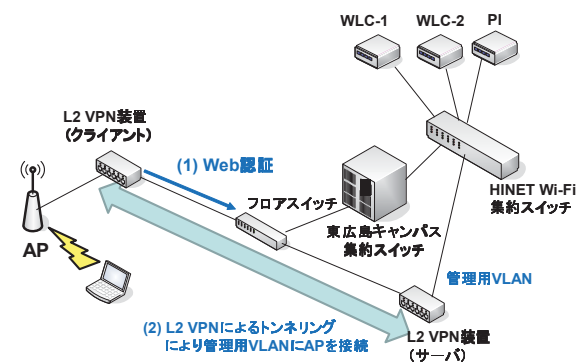 WLC-1
WLC-2
PI
L2 VPN装置
(クライアント)
(1) Web認証
フロアスイッチ
HINET Wi-Fi
集約スイッチ
東広島キャンパス
集約スイッチ
AP
管理用VLAN
(2) L2 VPNによるトンネリング
により管理用VLANにAPを接続
L2 VPN装置
(サーバ)